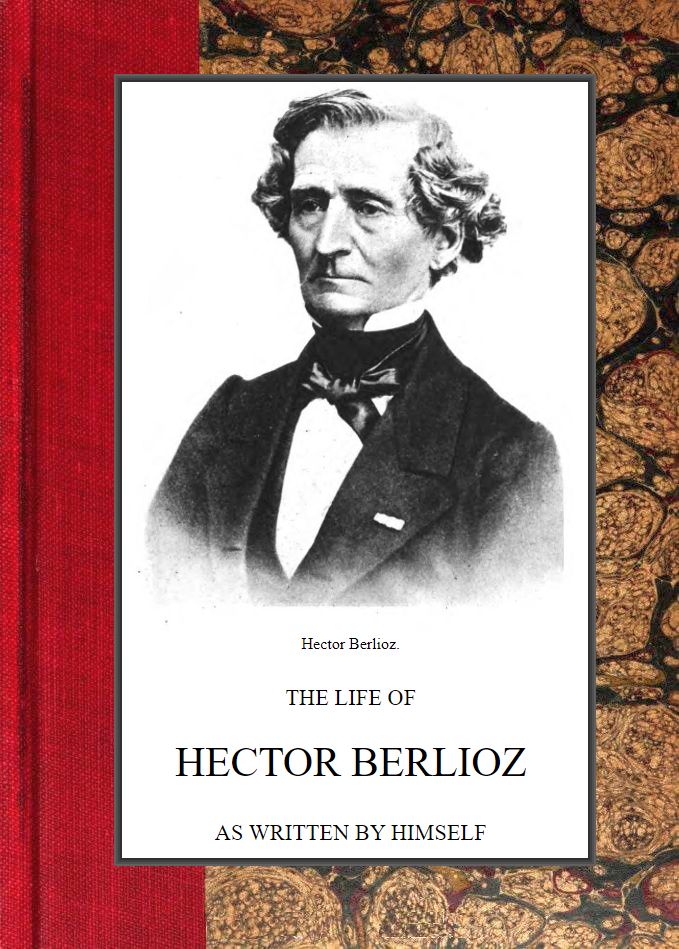 Hector Berlioz.
THE LIFE OF
HECTOR BERLIOZ
AS WRITTEN BY HIMSELF